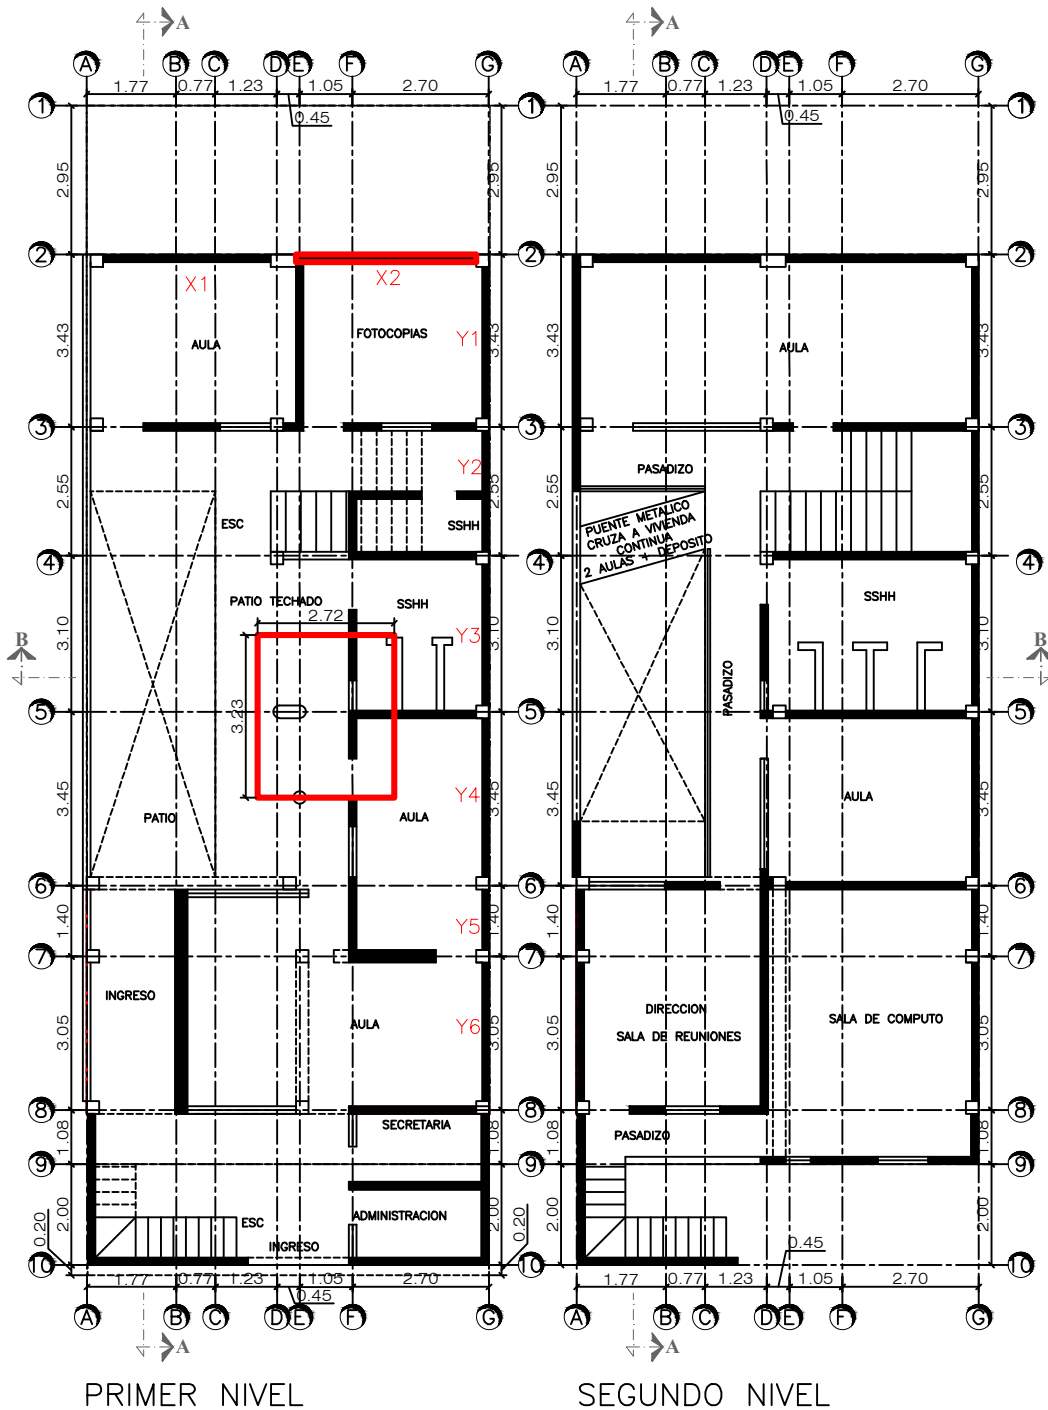 A A
A B C D E F G A B C D E F G
1.77 0.77 1.23 1.05 2.70 1.77 0.77 1.23 1.05 2.70
0.45 0.45
1 1 1
2.95 2.95 2.95 2.95
2 2 2
X1 X2
3.43 AULA FOTOCOPIAS Y1 3.43 3.43 AULA 3.43
3 3 3
2.55 ESC Y2 2.55 SSHH 2.55 PASADIZO 2.55
PUENTE METALICO
CRUZA A VIVIENDA
CONTINUA
2 AULAS + DEPOSITO
4 4 4
PATIO TECHADO SSHH SSHH
2.72
3.10 Y3 3.10 3.10 3.10
B B
PASADIZO
5 5 5
3.23
3.45 PATIO AULA Y4 3.45 3.45 AULA 3.45
6 6 6
1.40 Y5 1.40 1.40 1.40
7 7 7
INGRESO
3.05 AULA Y6 3.05 3.05 3.05
DIRECCION
SALA DE REUNIONES
SALA DE COMPUTO
8 8 8
1.08 SECRETARIA 1.08 1.08 PASADIZO 1.08
9 9 9
0.20 2.00 ESC ADMINISTRACION 2.00 0.20 2.00 2.00
INGRESO
0.45
10 10 10
1.77 0.77 1.23 1.05 2.70 1.77 0.77 1.23 1.05 2.70
0.45
A B C D E F G A B C D E F G
A A
PRIMER NIVEL SEGUNDO NIVEL